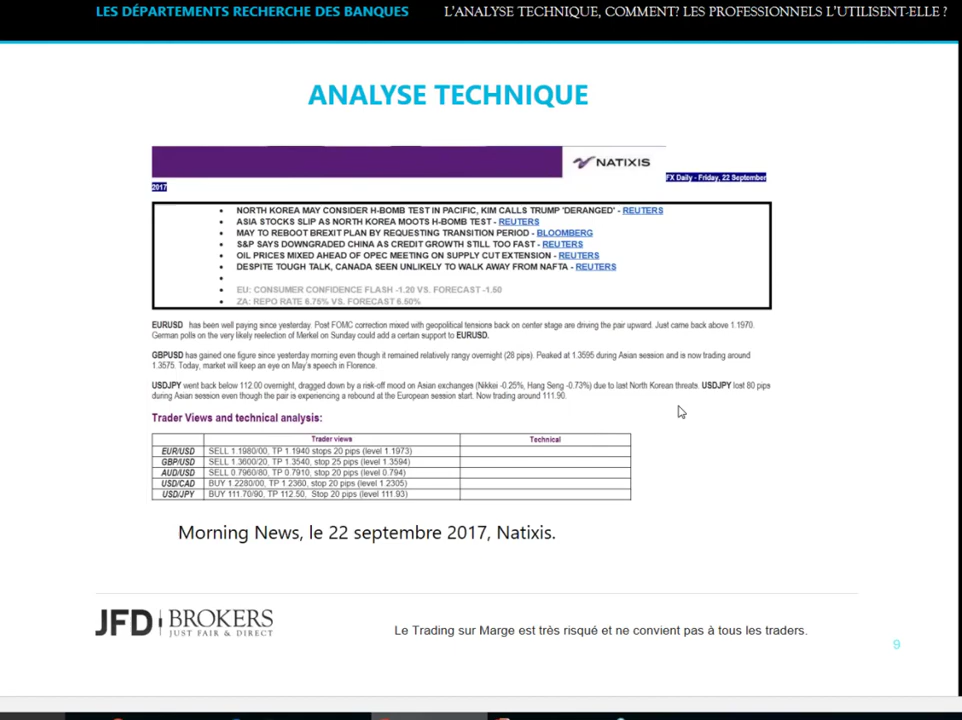 LES DÉPARTEMENTS RECHERCHE DES BANQUES L'ANALYSE TECHNIQUE, COMMENT? LES PROFESSIONNELS L'UTILISENT-ELLE ?
ANALYSE TECHNIQUE
NATIXIS
FX Daily - Friday, 22 September
2017
• NORTH KOREA MAY CONSIDER H-BOMB TEST IN PACIFIC, KIM CALLS TRUMP 'DERANGED' - REUTERS
• ASIA STOCKS SLIP AS NORTH KOREA MOOTS H-BOMB TEST - REUTERS
• MAY TO REBOOT BREXIT PLAN BY REQUESTING TRANSITION PERIOD - BLOOMBERG
• S&P SAYS DOWNGRADED CHINA AS CREDIT GROWTH STILL TOO FAST - REUTERS
• OIL PRICES MIXED AHEAD OF OPEC MEETING ON SUPPLY CUT EXTENSION - REUTERS
• DESPITE TOUGH TALK, CANADA SEEN UNLIKELY TO WALK AWAY FROM NAFTA - REUTERS
•
• EU: CONSUMER CONFIDENCE FLASH -1.20 VS. FORECAST -1.50
• ZA: REPO RATE 6.75% VS. FORECAST 6.50%
EURUSD has been well paying since yesterday. Post FOMC correction mixed with geopolitical tensions back on center stage are driving the pair upward. Just came back above 1.1970.
German polls on the very likely reelection of Merkel on Sunday could add a certain support to EURUSD.
GBPUSD has gained one figure since yesterday morning even though it remained relatively rangy overnight (28 pips). Peaked at 1.3595 during Asian session and is now trading around
1.3575. Today, market will keep an eye on May's speech in Florence.
USDJPY went back below 112.00 overnight, dragged down by a risk-off mood on Asian exchanges (Nikkei -0.25%, Hang Seng -0.73%) due to last North Korean threats. USDJPY lost 80 pips
during Asian session even though the pair is experiencing a rebound at the European session start. Now trading around 111.90.
Trader Views and technical analysis:
Trader views Technical
EUR/USD SELL 1.1980/00, TP 1.1940 stops 20 pips (level 1.1973)
GBP/USD SELL 1.3600/20, TP 1.3540, stop 25 pips (level 1.3594)
AUD/USD SELL 0.7960/80, TP 0.7910, stop 20 pips (level 0.794)
USD/CAD BUY 1.2280/00, TP 1.2360, stop 20 pips (level 1.2305)
USD/JPY BUY 111.70/90, TP 112.50, Stop 20 pips (level 111.93)
Morning News, le 22 septembre 2017, Natixis.
JFD BROKERS
JUST FAIR & DIRECT
Le Trading sur Marge est très risqué et ne convient pas à tous les traders.
9